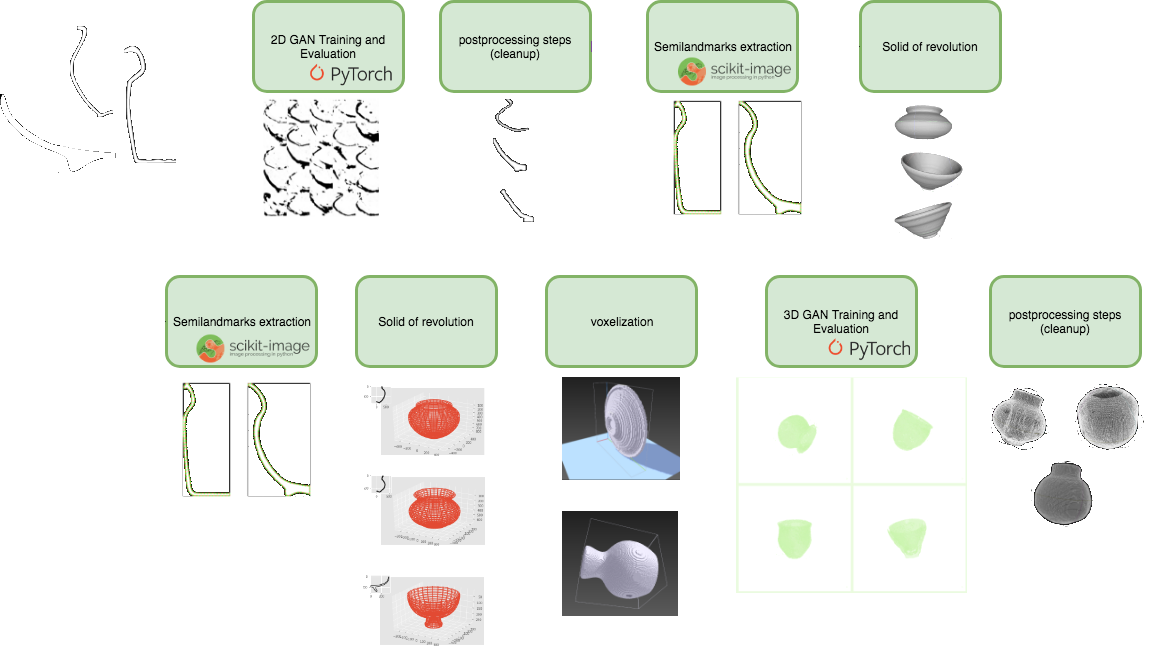 2D GAN Training and
Evaluation
PyTorch
postprocessing steps
(cleanup)
Semilandmarks extraction
scikit-image
image processing in python
Solid of revolution
Semilandmarks extraction
scikit-image
image processing in python
Solid of revolution
voxelization
3D GAN Training and
Evaluation
PyTorch
postprocessing steps
(cleanup)